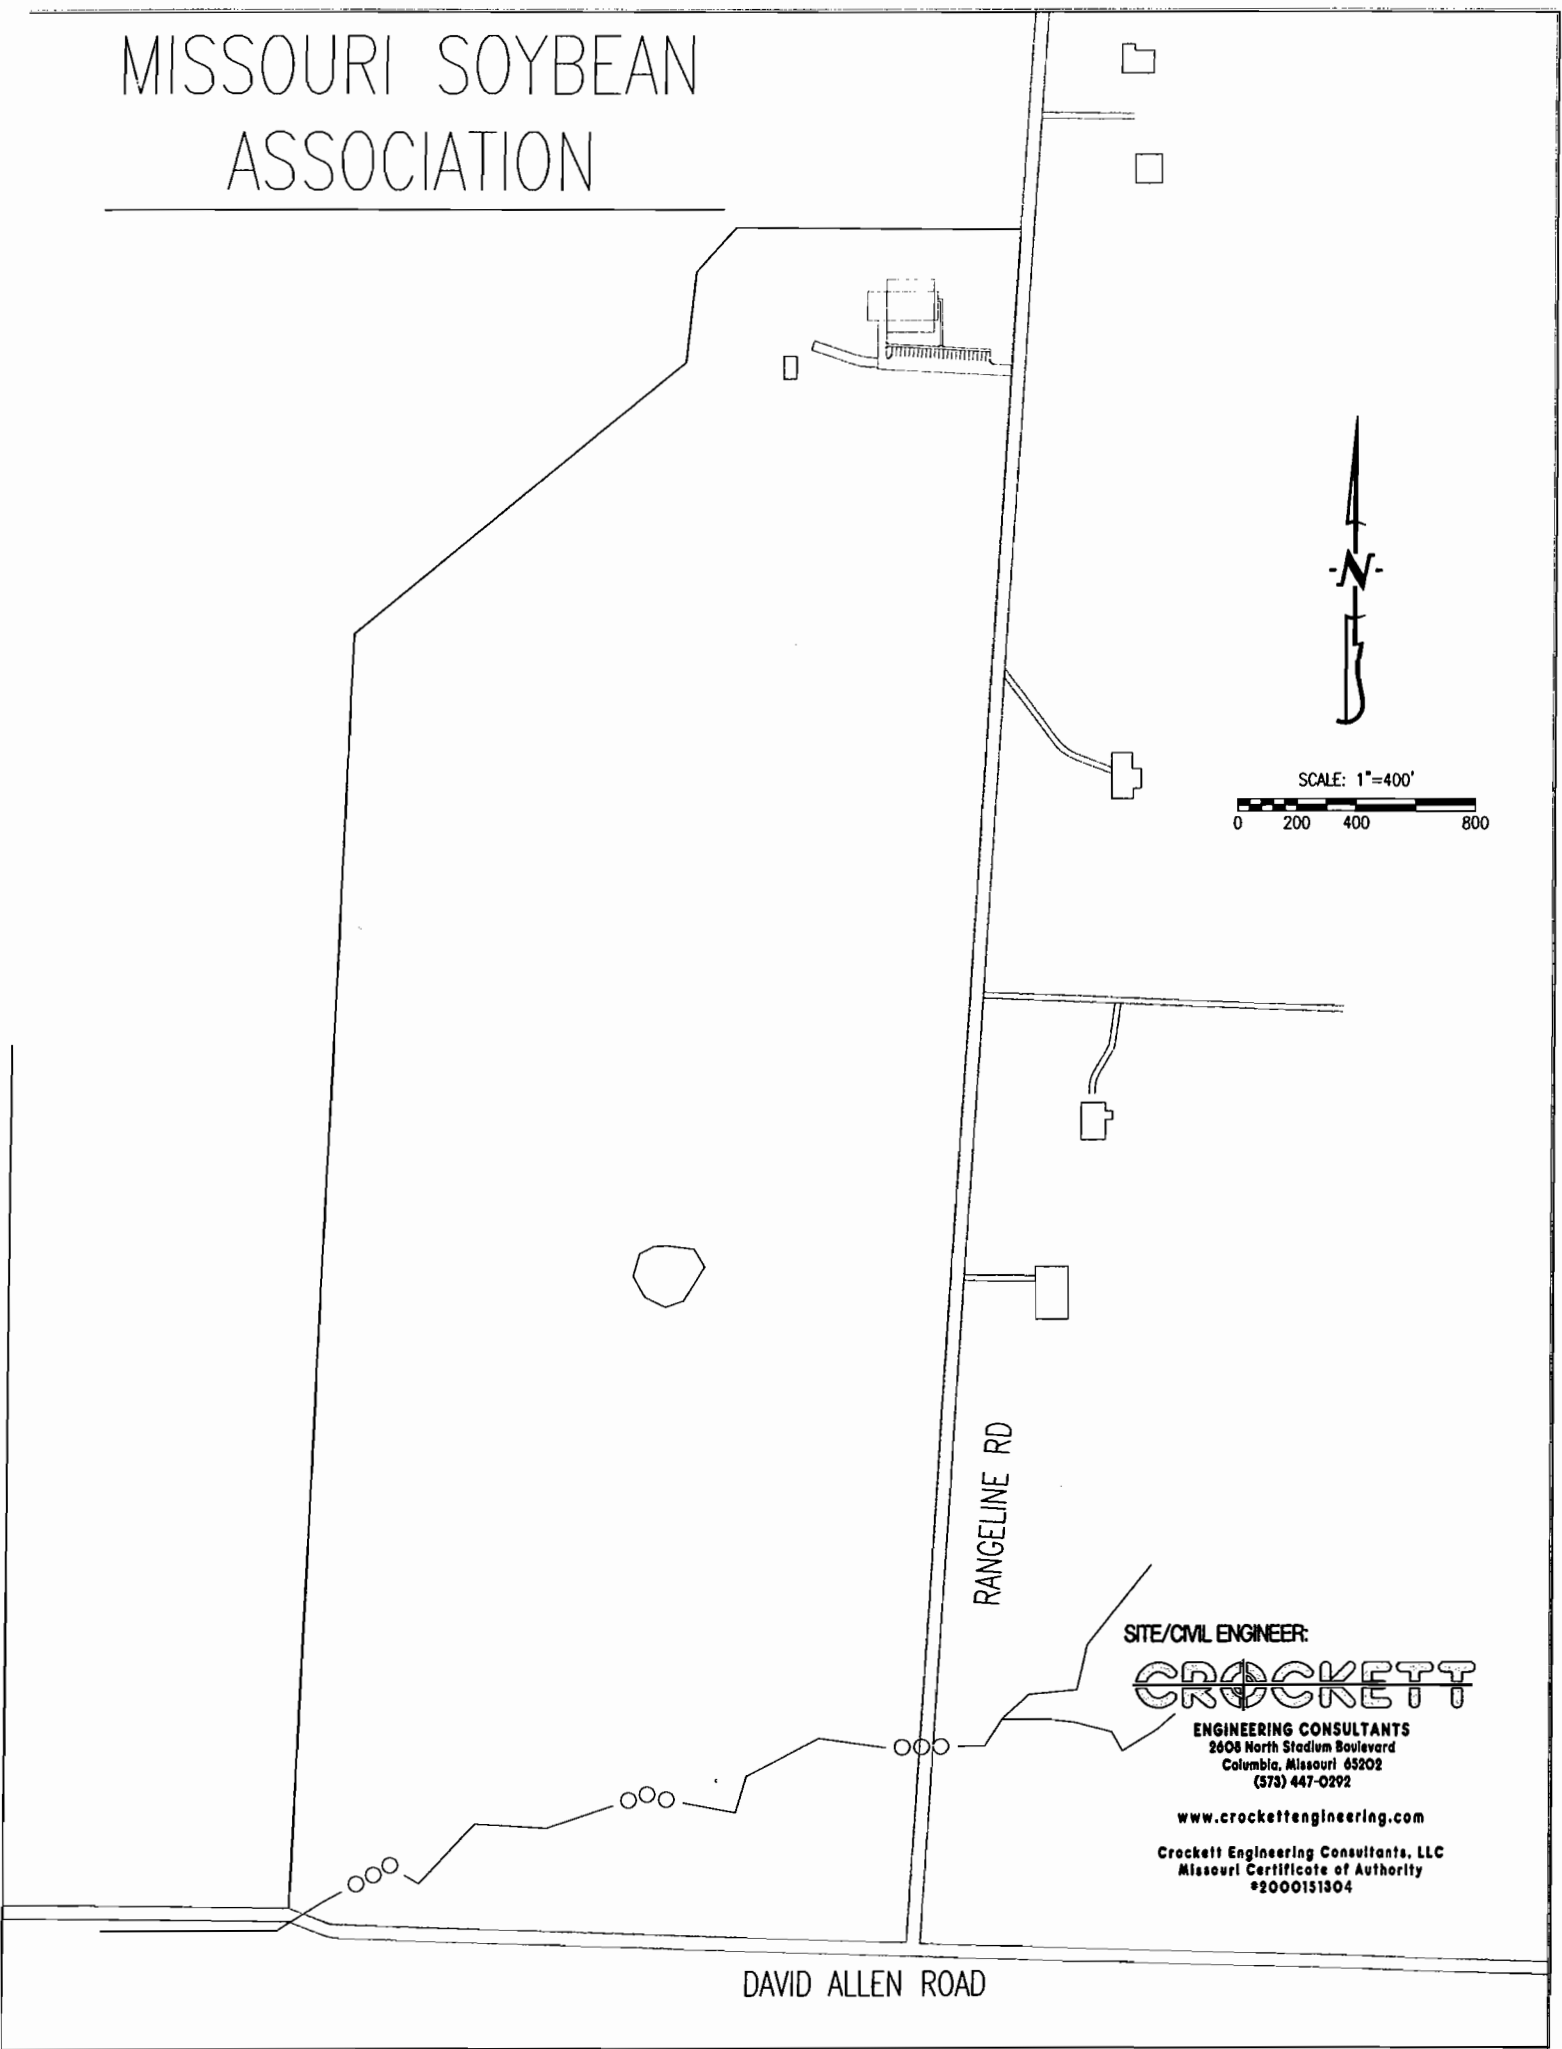 MISSOURI SOYBEAN
ASSOCIATION
-N-
SCALE: 1"=400'
0 200 400 800
RANGELINE RD
SITE/CIVIL ENGINEER:
CROCKETT
ENGINEERING CONSULTANTS
2608 North Stadium Boulevard
Columbia, Missouri 65202
(573) 447-0292
www.crockettengineering.com
Crockett Engineering Consultants, LLC
Missouri Certificate of Authority
#2000151304
DAVID ALLEN ROAD